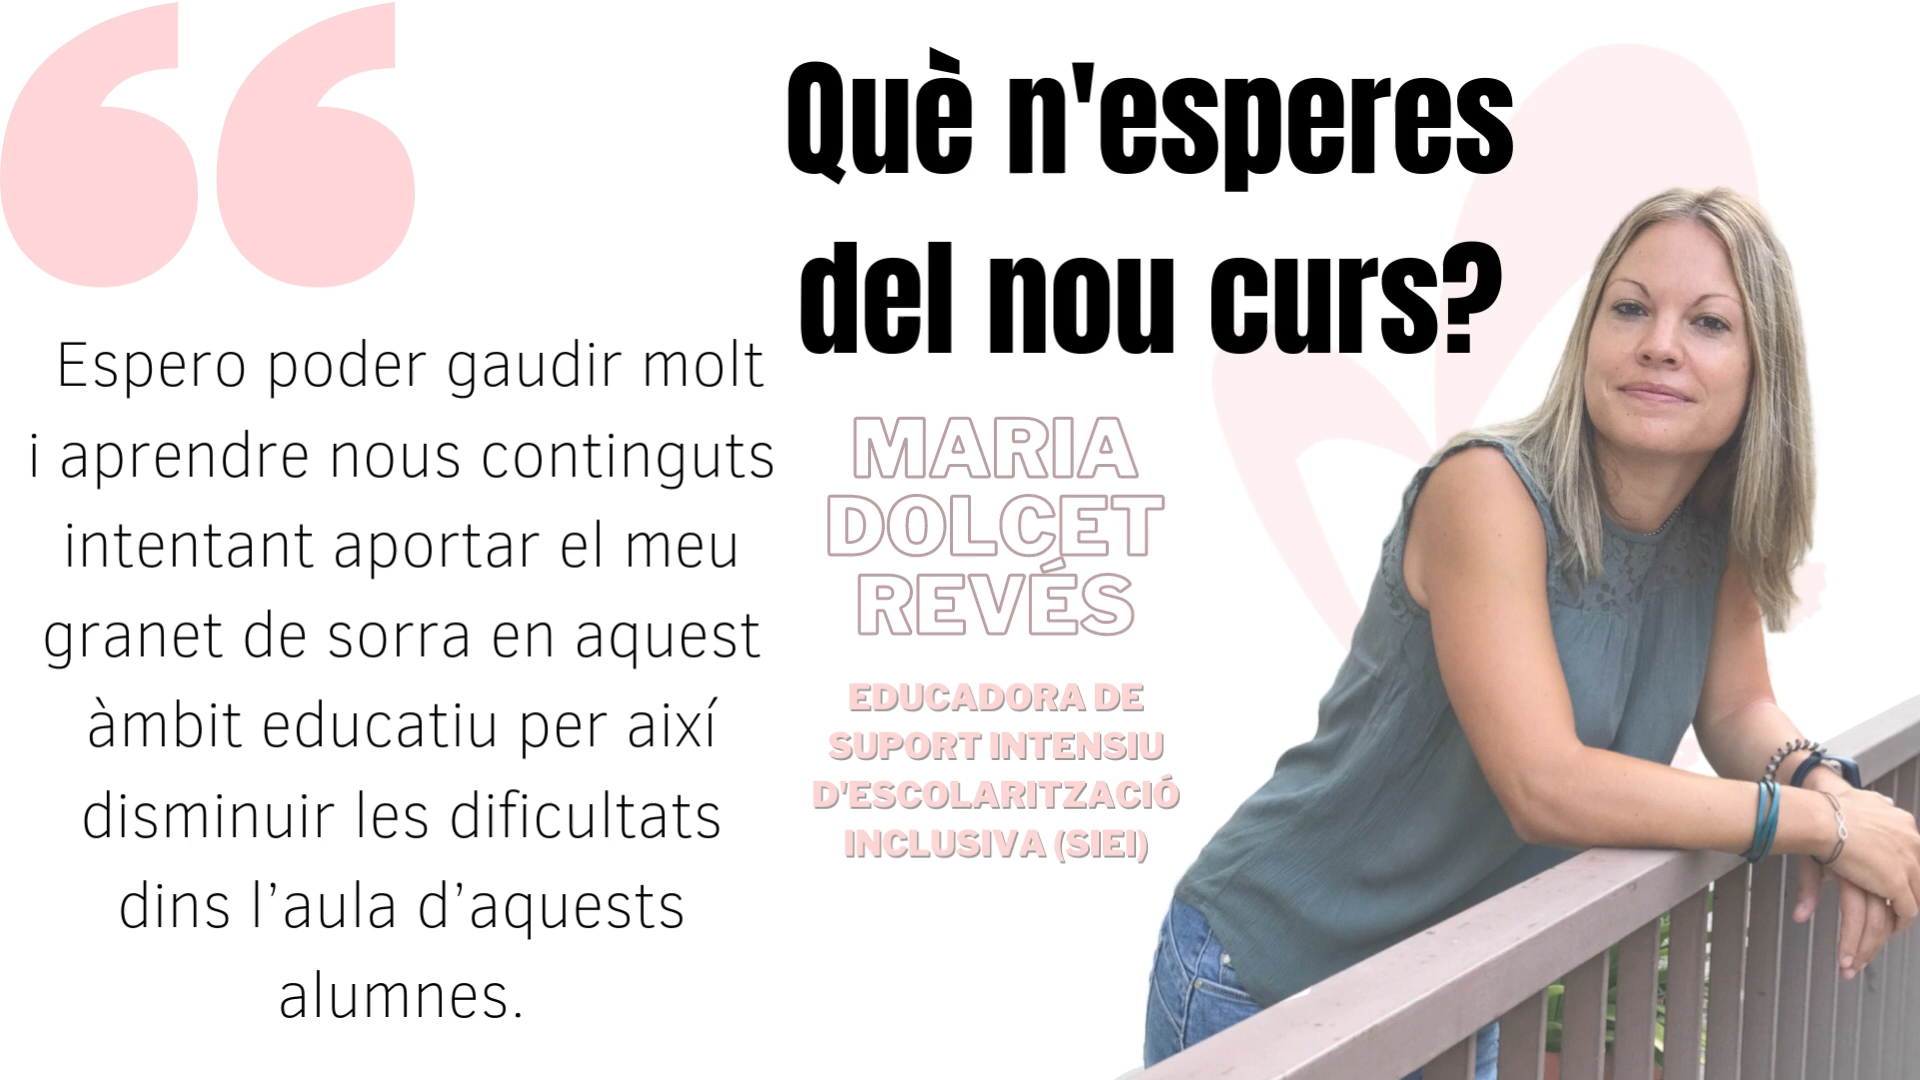 Què n'esperes
del nou curs?
Espero poder gaudir molt
i aprendre nous continguts
intentant aportar el meu
granet de sorra en aquest
àmbit educatiu per així
disminuir les dificultats
dins l’aula d’aquests
alumnes.
MARIA
DOLCET
REVÉS
EDUCADORA DE
SUPORT INTENSIU
D'ESCOLARITZACIÓ
INCLUSIVA (SIEI)